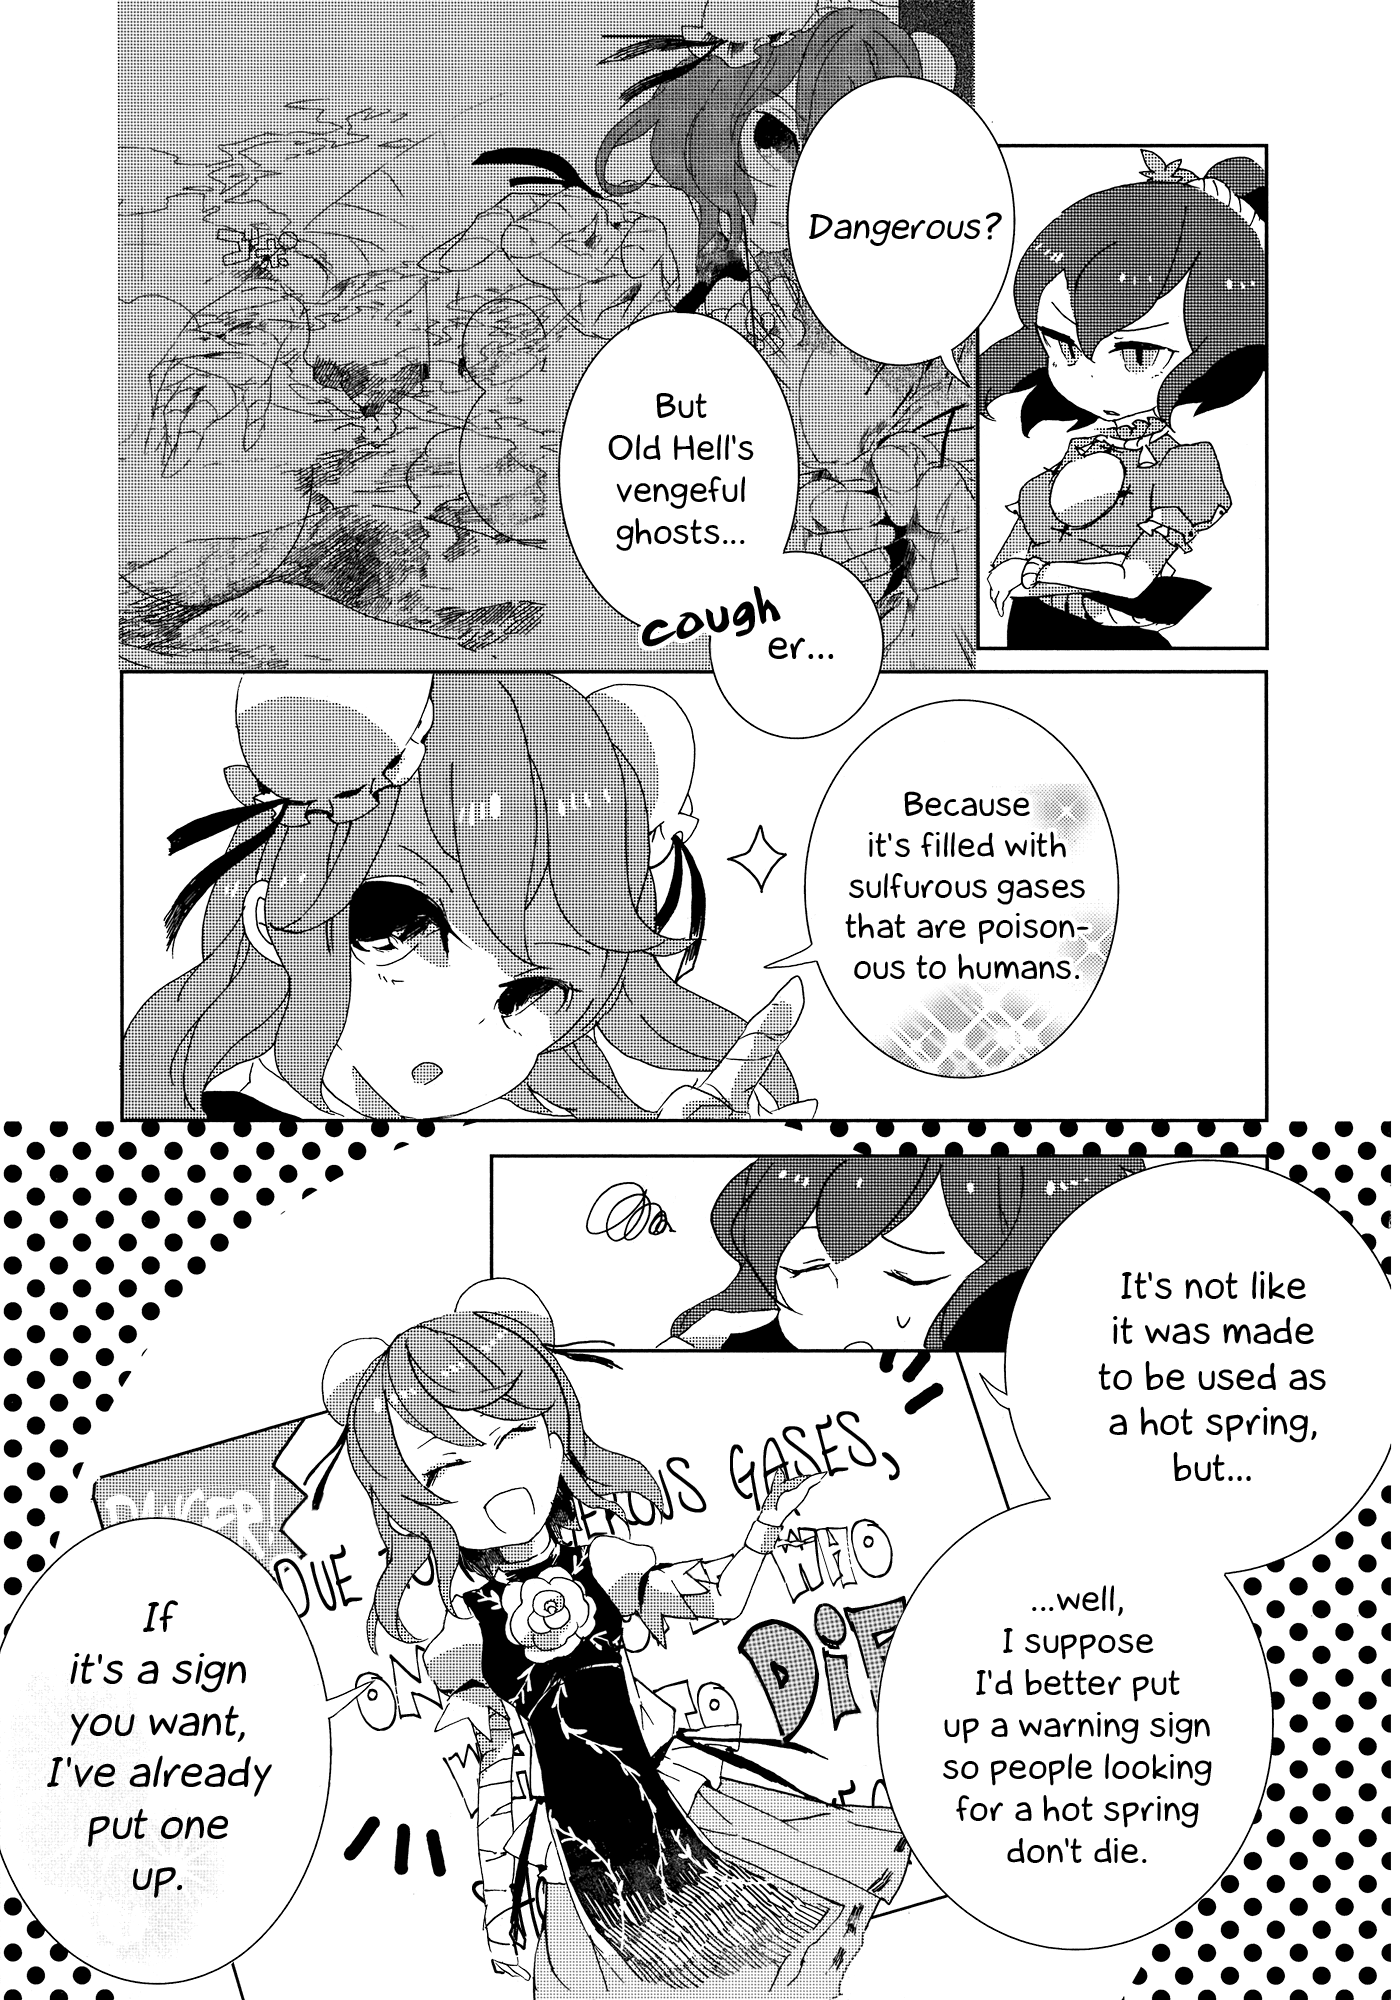 Dangerous?
But
Old Hell's
vengeful
ghosts...
cough
er...
Because
it's filled with
sulfurous gases
that are poison-
ous to humans.
It's not like
it was made
to be used as
a hot spring,
but...
...well,
I suppose
I'd better put
up a warning sign
so people looking
for a hot spring
don't die.
If
it's a sign
you want,
I've already
put one
up.
DANGER!
GASES,
WHO
DIE